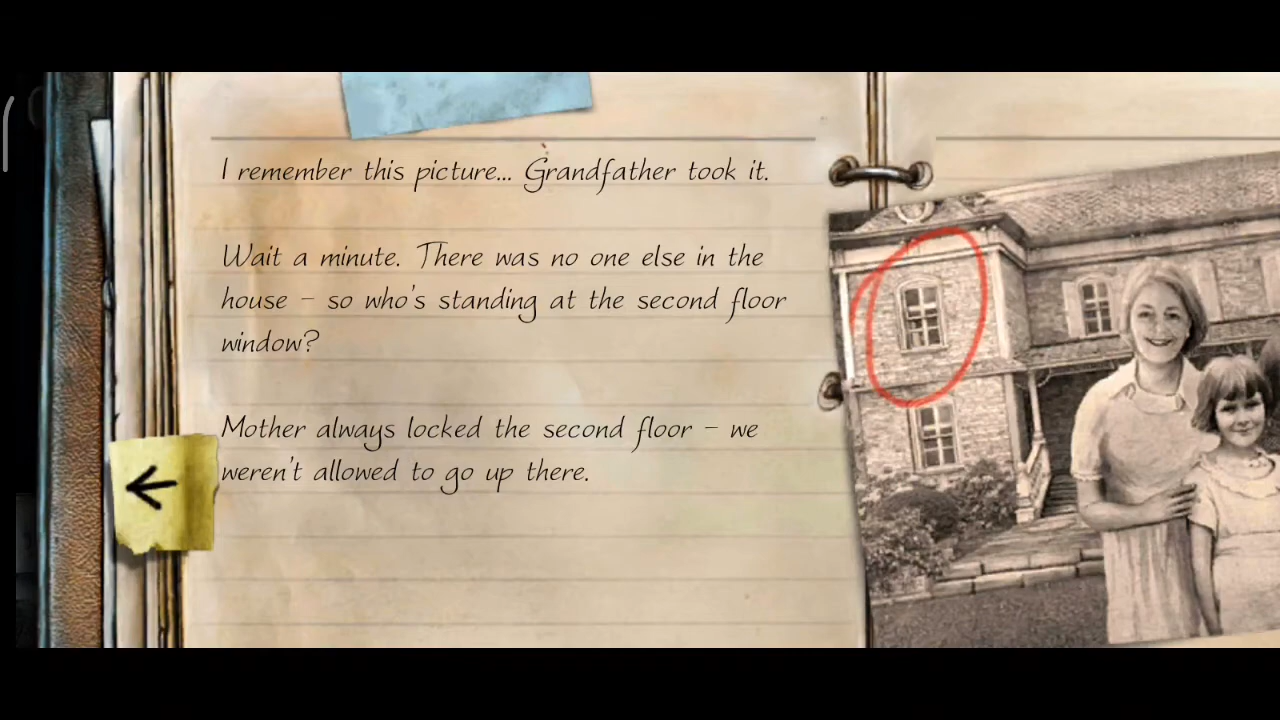 I remember this picture... Grandfather took it.
Wait a minute. There was no one else in the
house – so who's standing at the second floor
window?
Mother always locked the second floor – we
weren't allowed to go up there.